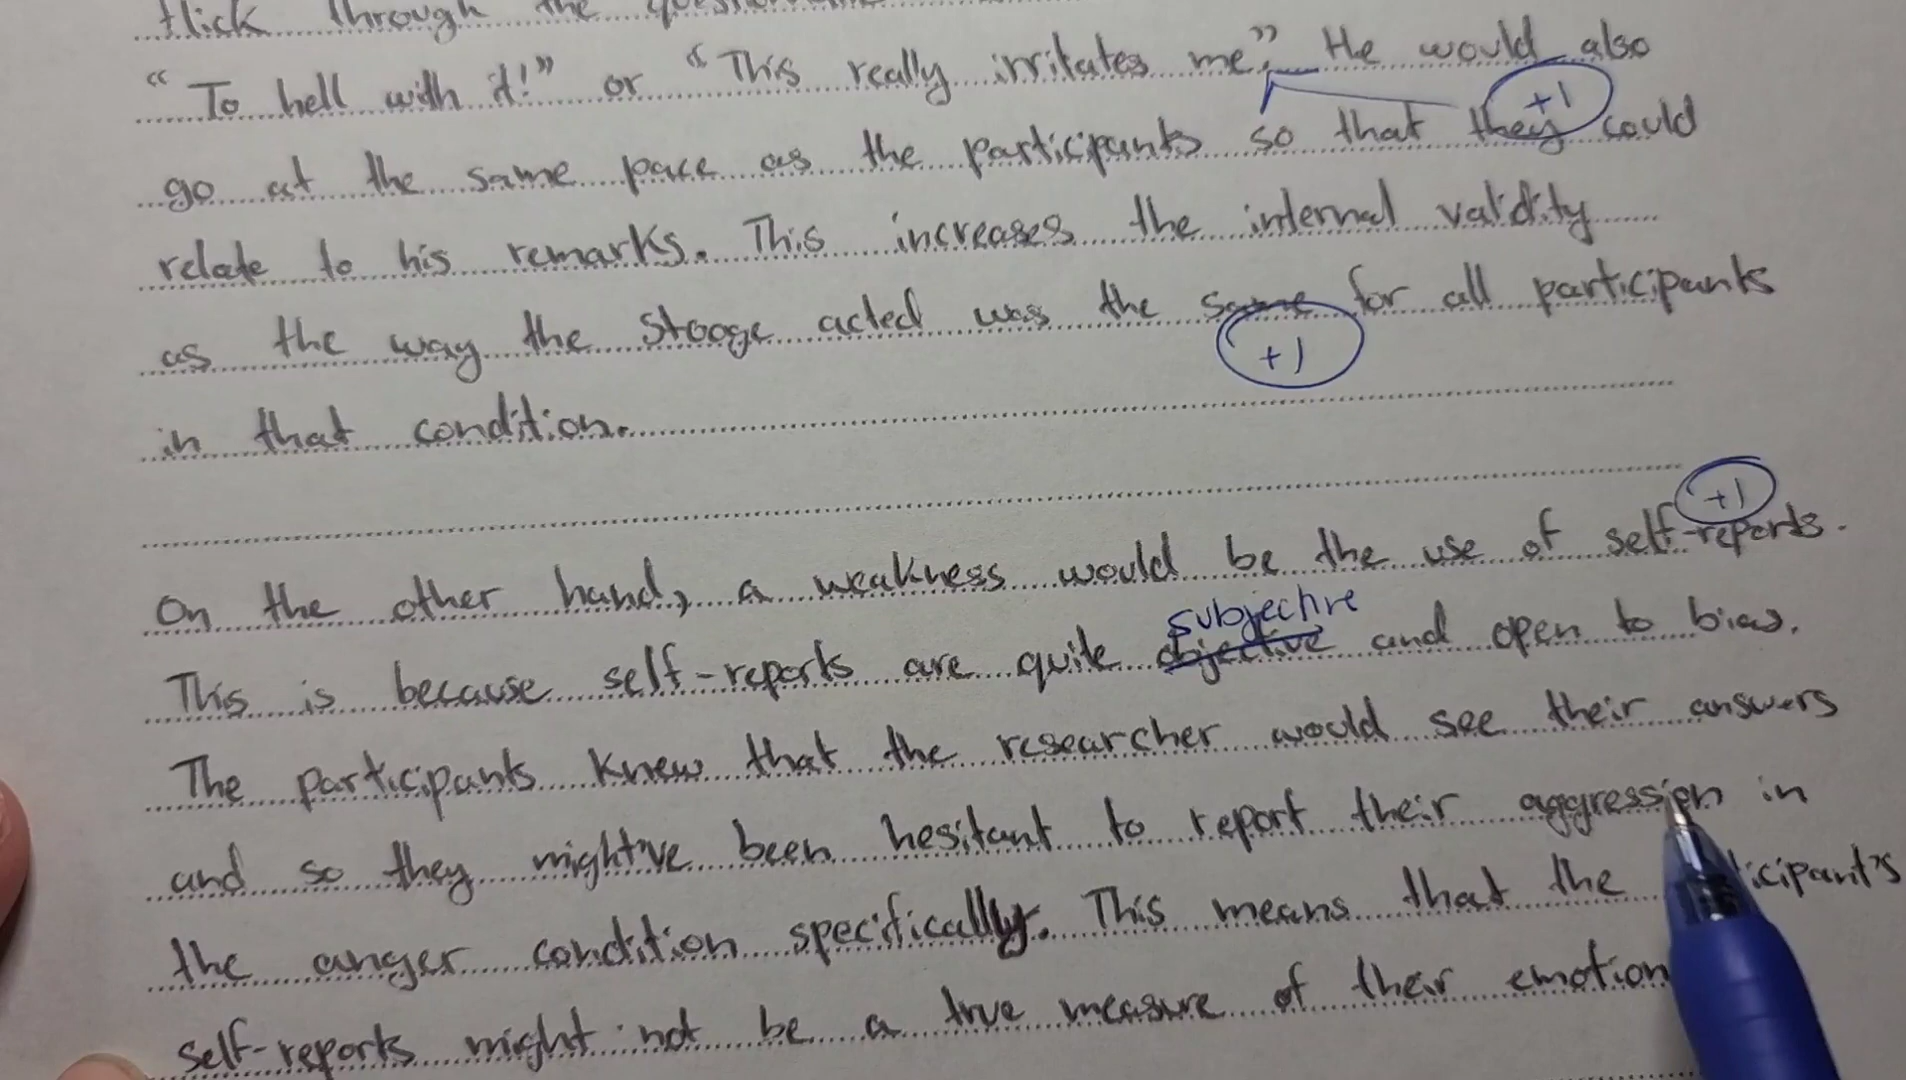 flick through the
"To hell with it!" or "This really irritates me". He would also
+1
go at the same pace as the participants so that they could
relate to his remarks. This increases the internal validity
as the way the stooge acted was the same for all participants
+1
in that condition.
+1
On the other hand, a weakness would be the use of self-reports.
subjective
This is because self-reports are quite objective and open to bias.
The participants knew that the researcher would see their answers
and so they might've been hesitant to report their aggression in
the anger condition specifically. This means that the
self-reports might not be a true measure of their emotion